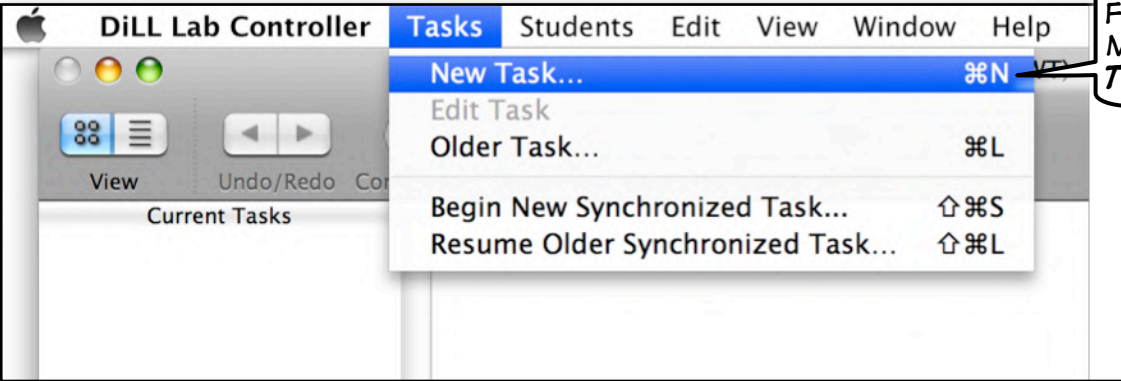 DiLL Lab Controller Tasks Students Edit View Window Help
New Task... ⌘N
Edit Task
Older Task... ⌘L
Begin New Synchronized Task... ⇧⌘S
Resume Older Synchronized Task... ⇧⌘L
View Undo/Redo
Current Tasks